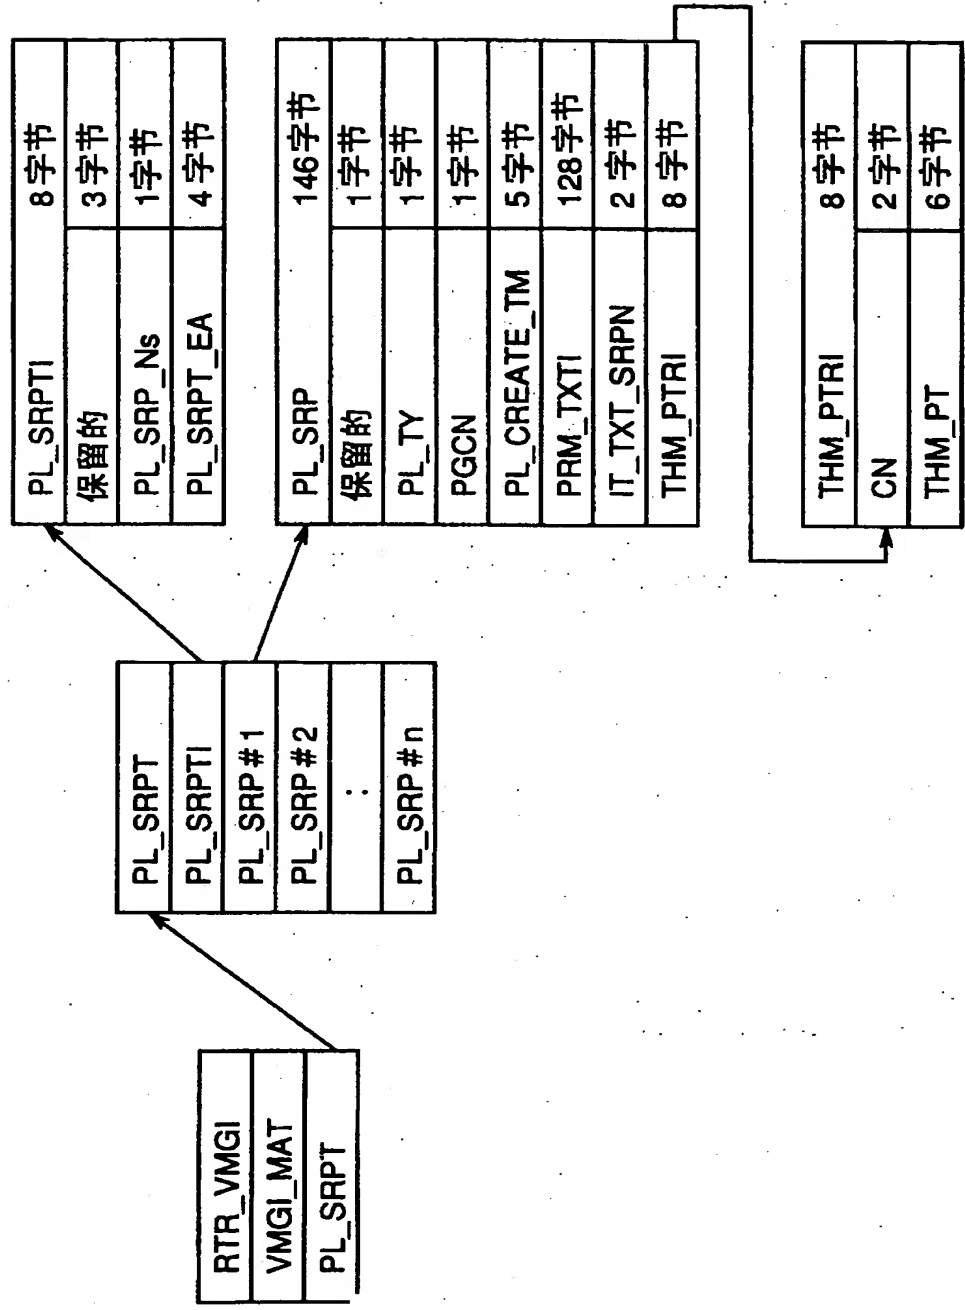 RTR_VMGI
VMGI_MAT
PL_SRPT
PL_SRPT
PL_SRPTI
PL_SRP#1
PL_SRP#2
:
PL_SRP#n
PL_SRPTI 8字节
保留的 3字节
PL_SRP_Ns 1字节
PL_SRPT_EA 4字节
PL_SRP 146字节
保留的 1字节
PL_TY 1字节
PGCN 1字节
PL_CREATE_TM 5字节
PRM_TXTI 128字节
IT_TXT_SRPN 2字节
THM_PTRI 8字节
THM_PTRI 8字节
CN 2字节
THM_PT 6字节